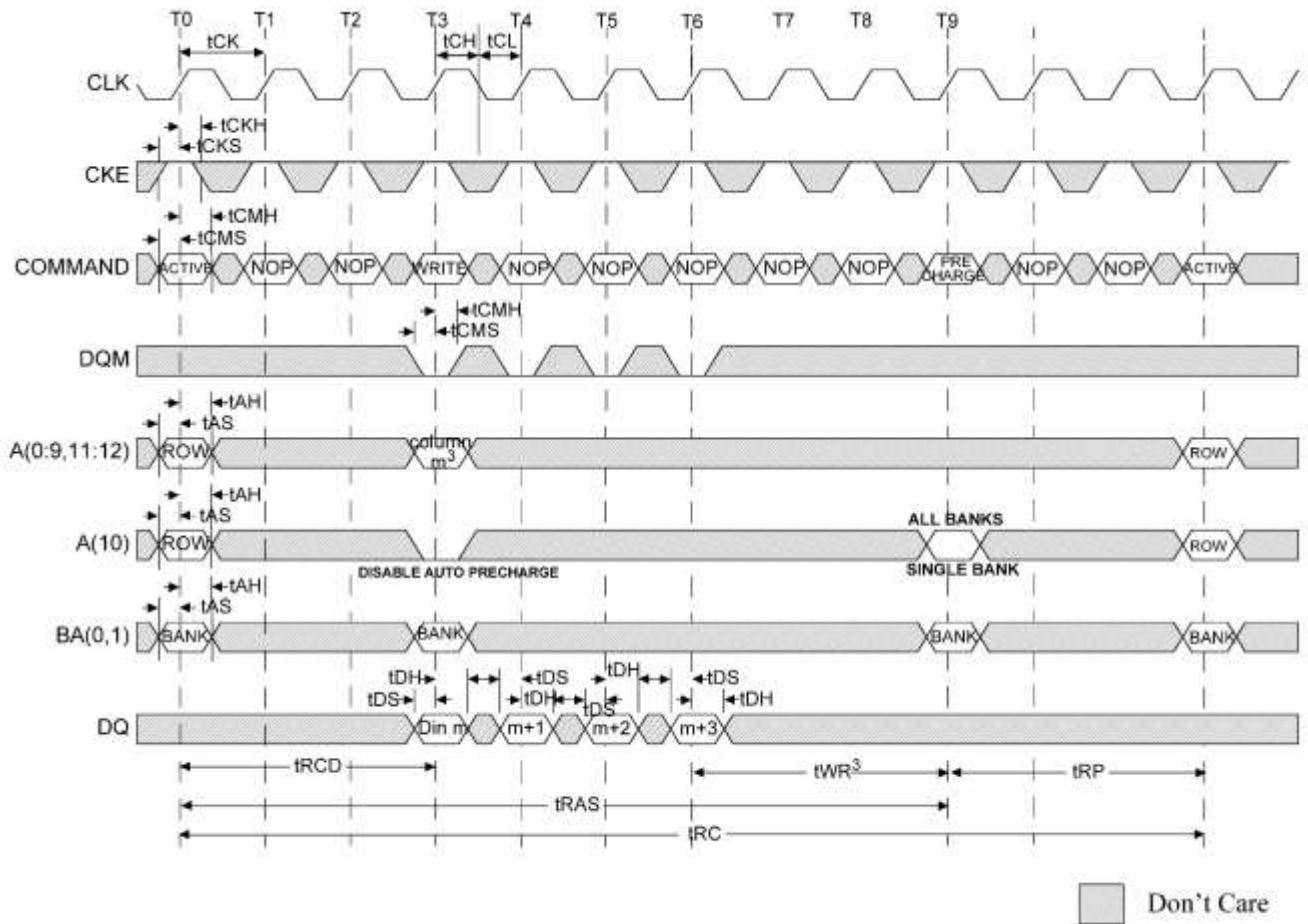 T0 T1 T2 T3 T4 T5 T6 T7 T8 T9
tCK tCH tCL
CLK
tCKH
tCKS
CKE
tCMH
tCMS
COMMAND ACTIVE NOP NOP WRITE NOP NOP NOP NOP NOP PRE CHARGE NOP NOP ACTIVE
tCMH
tCMS
DQM
tAH
tAS
A(0:9,11:12) ROW column m³ ROW
tAH
tAS
ALL BANKS
A(10) ROW ROW
DISABLE AUTO PRECHARGE SINGLE BANK
tAH
tAS
BA(0,1) BANK BANK BANK BANK
tDH tDS tDH tDS
tDS tDH tDS tDH
DQ Din m m+1 m+2 m+3
tRCD tWR³ tRP
tRAS
tRC
Don't Care